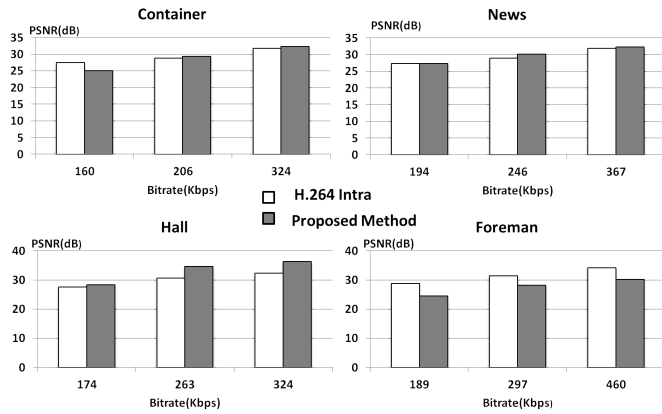 Container
PSNR(dB)
35
30
25
20
15
10
5
0
160 206 324
Bitrate(Kbps)
News
PSNR(dB)
35
30
25
20
15
10
5
0
194 246 367
Bitrate(Kbps)
H.264 Intra
Proposed Method
Hall
PSNR(dB)
40
30
20
10
0
174 263 324
Bitrate(Kbps)
Foreman
PSNR(dB)
40
30
20
10
0
189 297 460
Bitrate(Kbps)